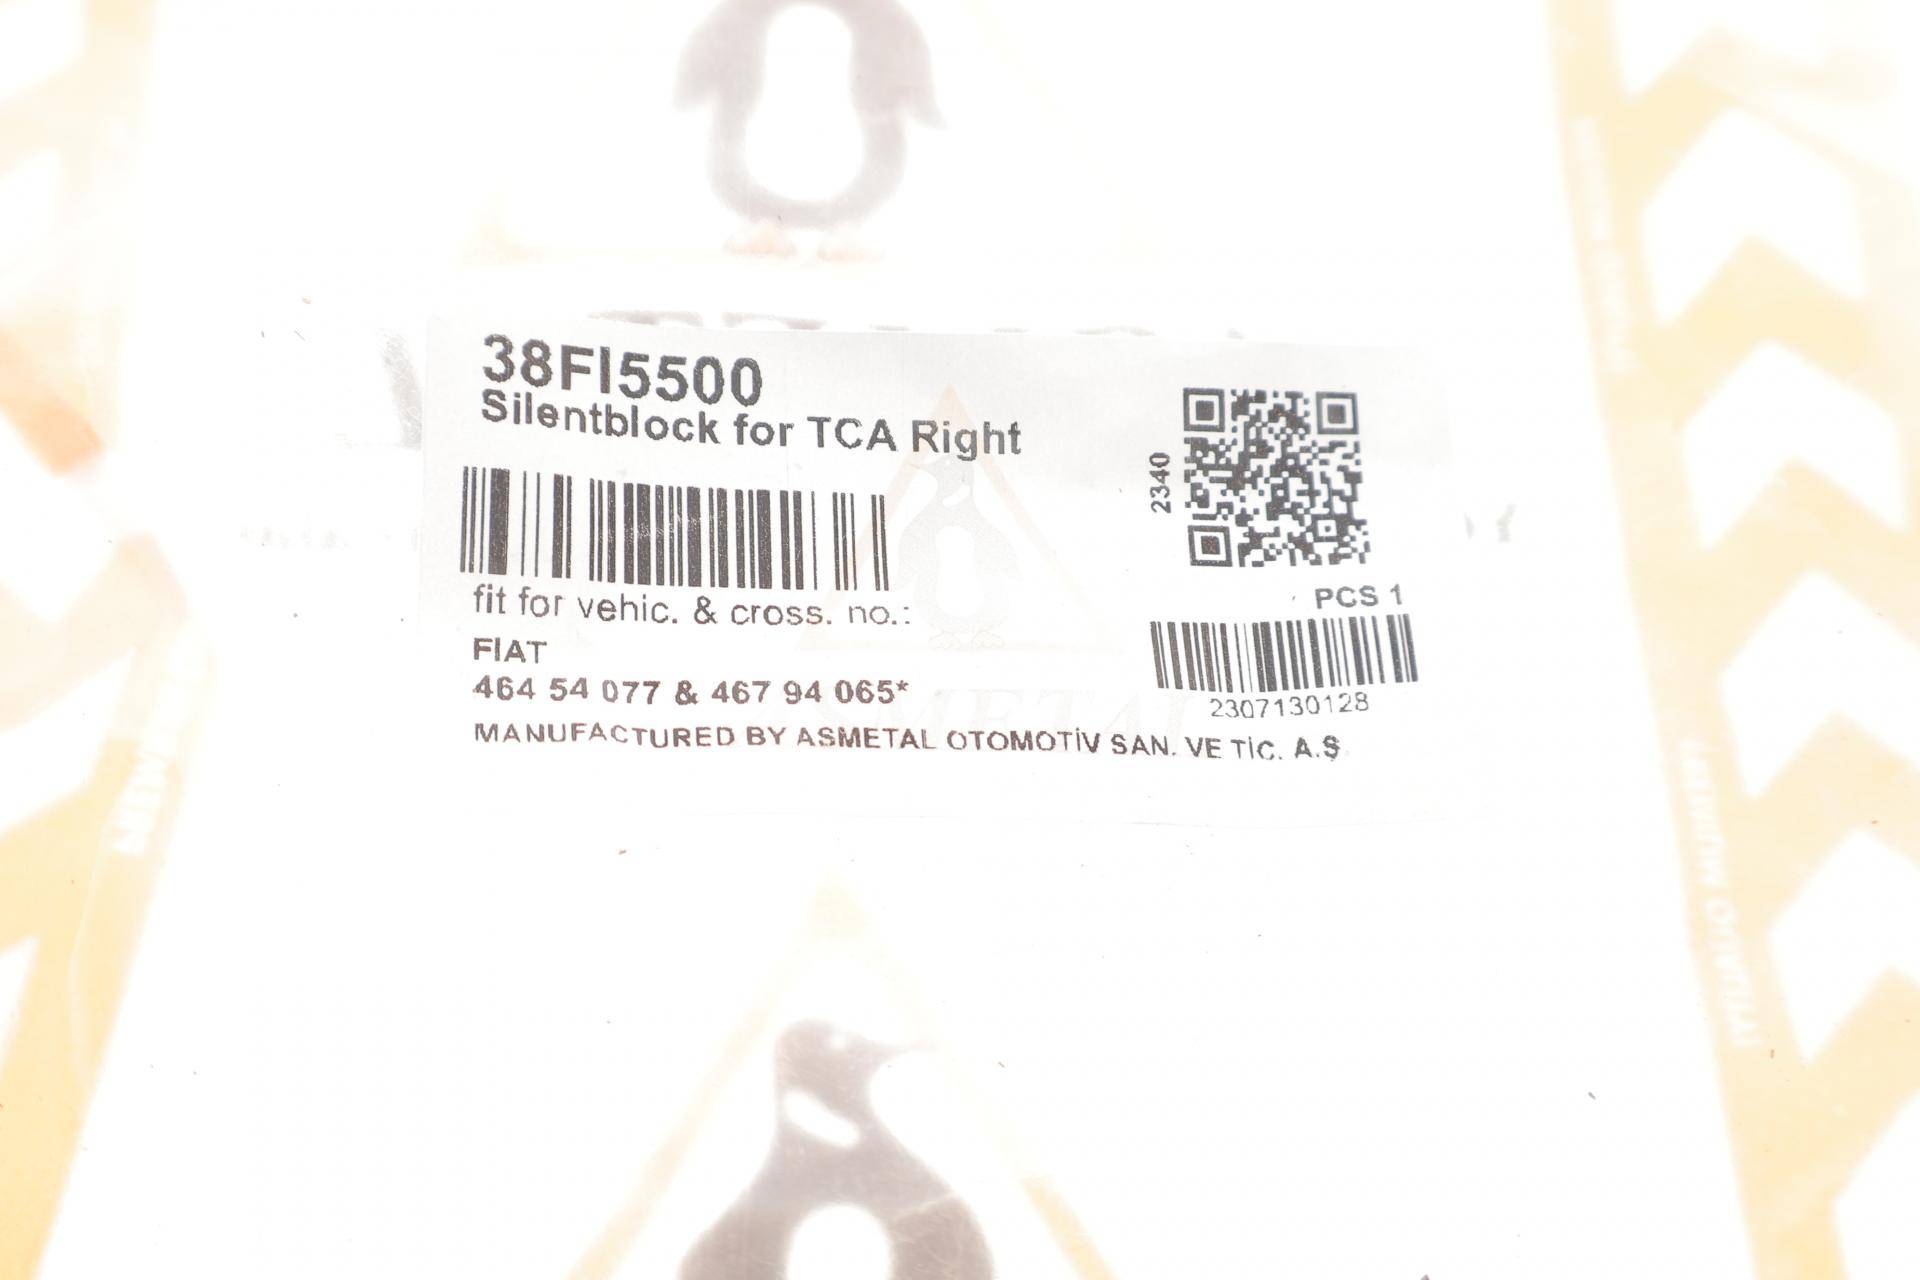 38FI5500
Silentblock for TCA Right
2340
fit for vehic. & cross. no.:
PCS 1
FIAT
464 54 077 & 467 94 065*
2307130128
MANUFACTURED BY ASMETAL OTOMOTİV SAN. VE TİC. A.Ş